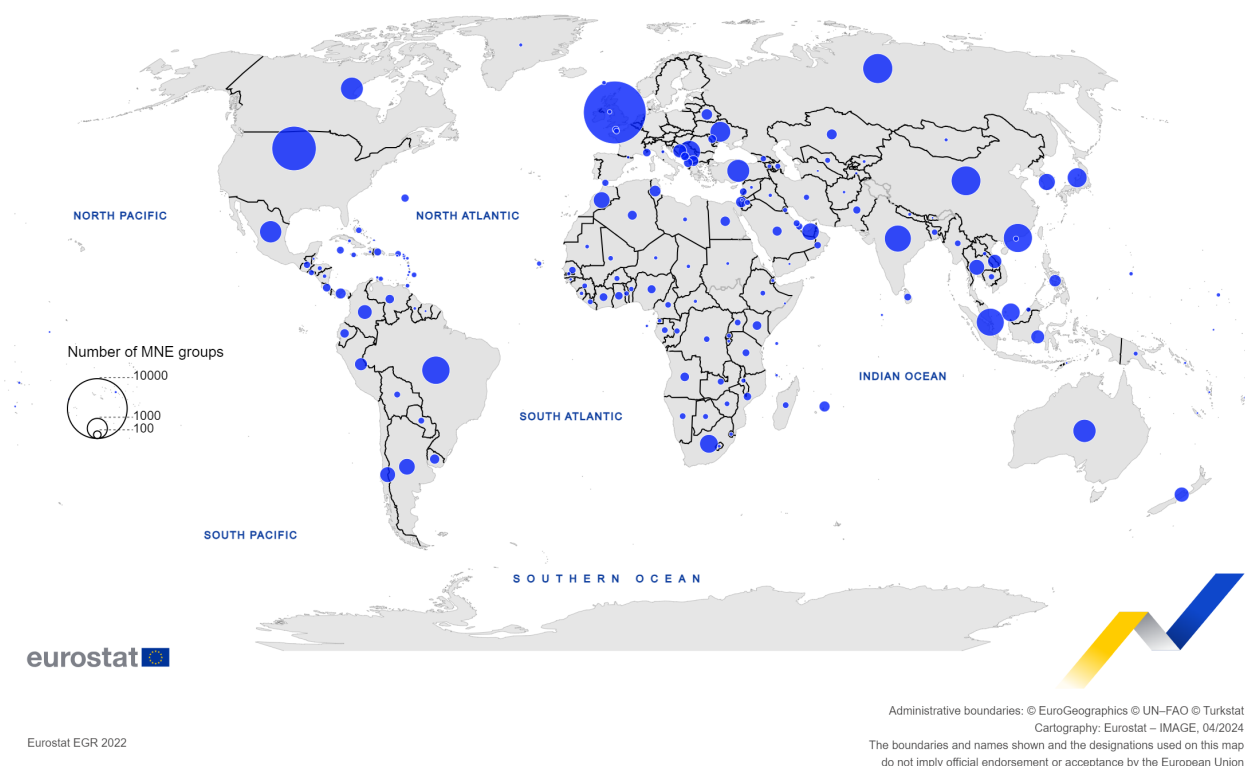 NORTH PACIFIC
NORTH ATLANTIC
Number of MNE groups
10000
1000
100
INDIAN OCEAN
SOUTH ATLANTIC
SOUTH PACIFIC
SOUTHERN OCEAN
eurostat
Administrative boundaries: © EuroGeographics © UN–FAO © Turkstat
Cartography: Eurostat – IMAGE, 04/2024
Eurostat EGR 2022
The boundaries and names shown and the designations used on this map
do not imply official endorsement or acceptance by the European Union